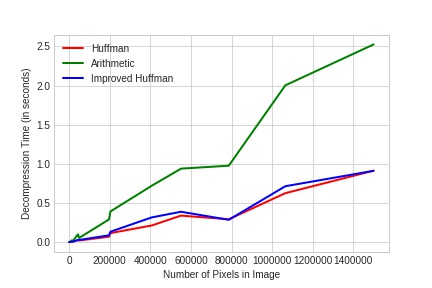 Huffman
Arithmetic
Improved Huffman
Decompression Time (in seconds)
2.5
2.0
1.5
1.0
0.5
0.0
0 200000 400000 600000 800000 1000000 1200000 1400000
Number of Pixels in Image